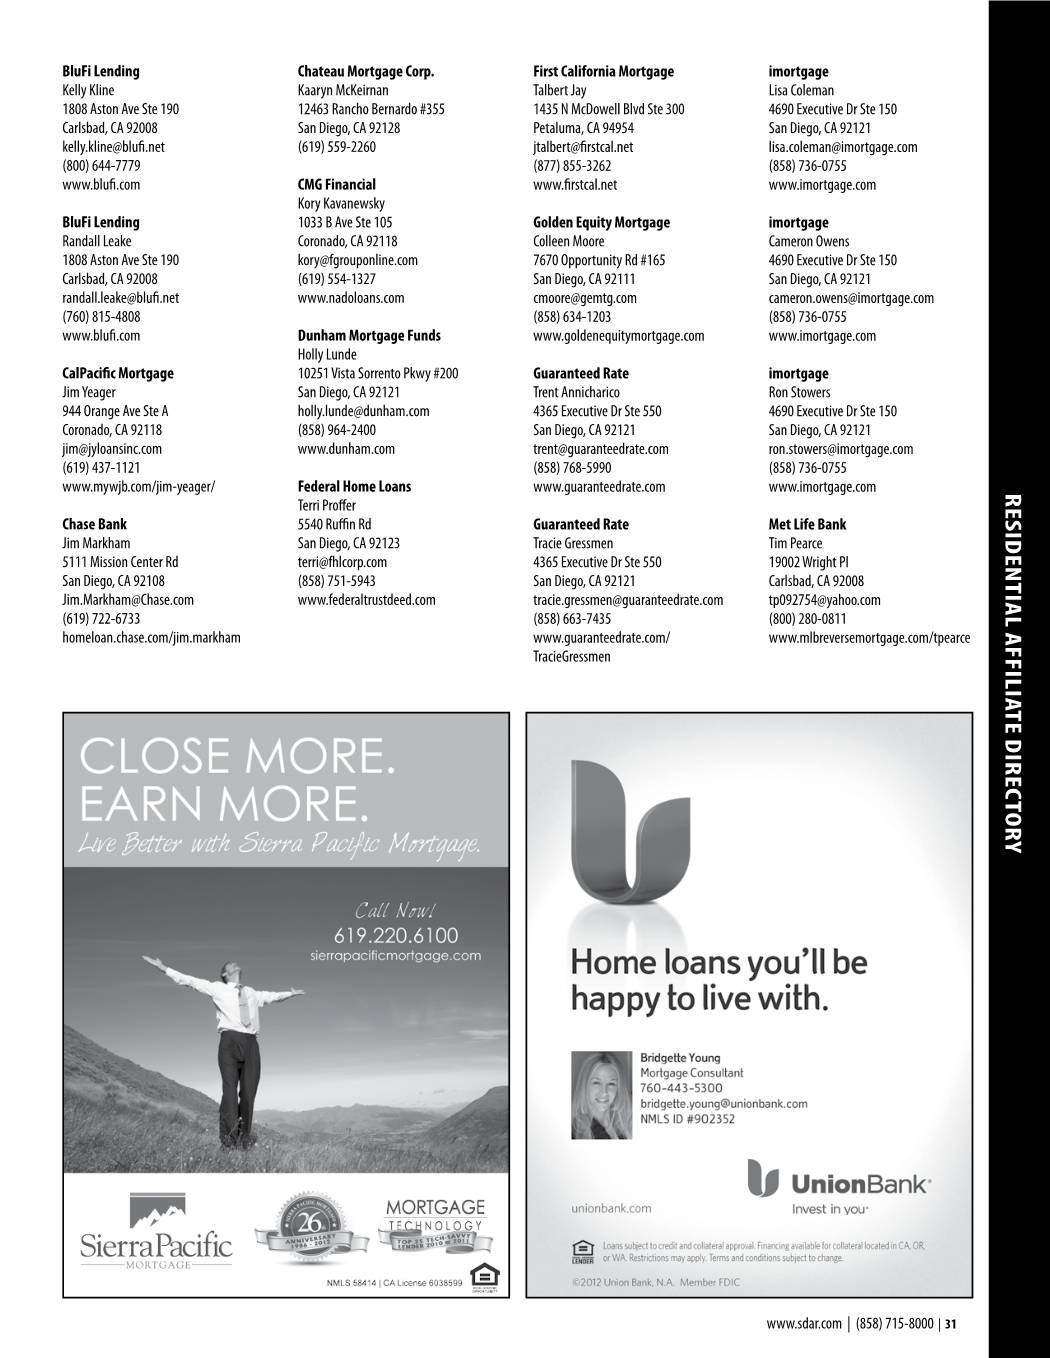 BluFi Lending
Kelly Kline
1808 Aston Ave Ste 190
Carlsbad, CA 92008
kelly.kline@blufi.net
(800) 644-7779
www.blufi.com
BluFi Lending
Randall Leake
1808 Aston Ave Ste 190
Carlsbad, CA 92008
randall.leake@blufi.net
(760) 815-4808
www.blufi.com
CalPacific Mortgage
Jim Yeager
944 Orange Ave Ste A
Coronado, CA 92118
jim@jyloansinc.com
(619) 437-1121
www.mywjb.com/jim-yeager/
Chase Bank
Jim Markham
5111 Mission Center Rd
San Diego, CA 92108
Jim.Markham@Chase.com
(619) 722-6733
homeloan.chase.com/jim.markham
Chateau Mortgage Corp.
Kaaryn McKeirnan
12463 Rancho Bernardo #355
San Diego, CA 92128
(619) 559-2260
CMG Financial
Kory Kavanewsky
1033 B Ave Ste 105
Coronado, CA 92118
kory@fgrouponline.com
(619) 554-1327
www.nadoloans.com
Dunham Mortgage Funds
Holly Lunde
10251 Vista Sorrento Pkwy #200
San Diego, CA 92121
holly.lunde@dunham.com
(858) 964-2400
www.dunham.com
Federal Home Loans
Terri Proffer
5540 Ruffin Rd
San Diego, CA 92123
terri@fhlcorp.com
(858) 751-5943
www.federaltrustdeed.com
First California Mortgage
Talbert Jay
1435 N McDowell Blvd Ste 300
Petaluma, CA 94954
jtalbert@firstcal.net
(877) 855-3262
www.firstcal.net
Golden Equity Mortgage
Colleen Moore
7670 Opportunity Rd #165
San Diego, CA 92111
cmoore@gemtg.com
(858) 634-1203
www.goldenequitymortgage.com
Guaranteed Rate
Trent Annicharico
4365 Executive Dr Ste 550
San Diego, CA 92121
trent@guaranteedrate.com
(858) 768-5990
www.guaranteedrate.com
Guaranteed Rate
Tracie Gressmen
4365 Executive Dr Ste 550
San Diego, CA 92121
tracie.gressmen@guaranteedrate.com
(858) 663-7435
www.guaranteedrate.com/
TracieGressmen
imortgage
Lisa Coleman
4690 Executive Dr Ste 150
San Diego, CA 92121
lisa.coleman@imortgage.com
(858) 736-0755
www.imortgage.com
imortgage
Cameron Owens
4690 Executive Dr Ste 150
San Diego, CA 92121
cameron.owens@imortgage.com
(858) 736-0755
www.imortgage.com
imortgage
Ron Stowers
4690 Executive Dr Ste 150
San Diego, CA 92121
ron.stowers@imortgage.com
(858) 736-0755
www.imortgage.com
Met Life Bank
Tim Pearce
19002 Wright Pl
Carlsbad, CA 92008
tp092754@yahoo.com
(800) 280-0811
www.mlbreversemortgage.com/tpearce
RESIDENTIAL AFFILIATE DIRECTORY
CLOSE MORE.
EARN MORE.
Live Better with Sierra Pacific Mortgage.
Call Now!
619.220.6100
sierrapacificmortgage.com
SierraPacific
MORTGAGE
SIERRA PACIFIC MORTGAGE
26
ANNIVERSARY
1986 - 2012
MORTGAGE
TECHNOLOGY
TOP 25 TECH-SAVVY
LENDER 2010 & 2011
NMLS 58414 | CA License 6038599
Home loans you'll be
happy to live with.
Bridgette Young
Mortgage Consultant
760-443-5300
bridgette.young@unionbank.com
NMLS ID #902352
UnionBank®
Invest in you®
unionbank.com
LENDER
Loans subject to credit and collateral approval. Financing available for collateral located in CA, OR,
or WA. Restrictions may apply. Terms and conditions subject to change.
©2012 Union Bank, N.A. Member FDIC
www.sdar.com | (858) 715-8000 | 31